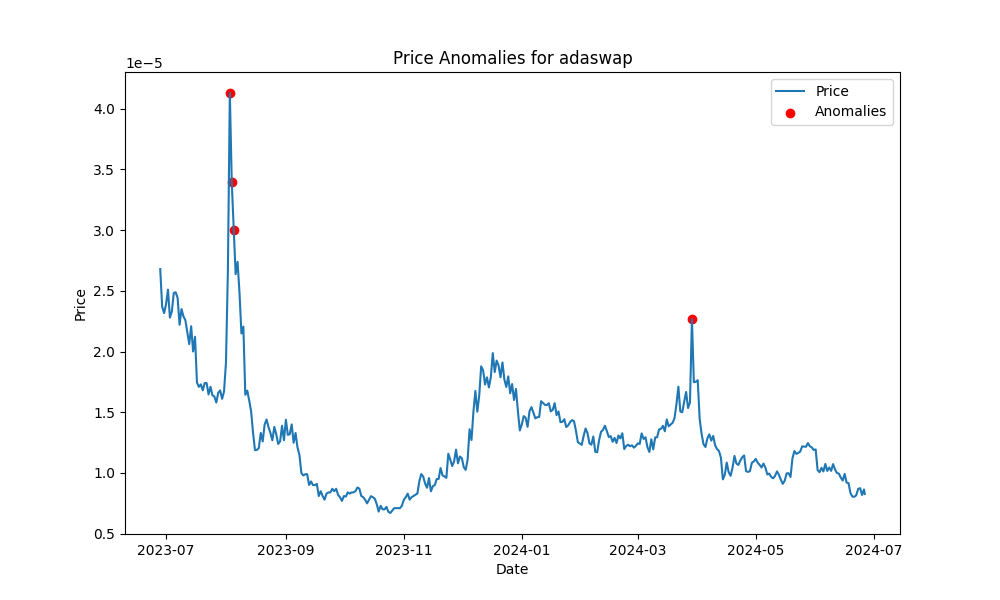 Price Anomalies for adaswap
1e−5
Price
Anomalies
4.0
3.5
3.0
2.5
2.0
1.5
1.0
0.5
Price
2023-07 2023-09 2023-11 2024-01 2024-03 2024-05 2024-07
Date